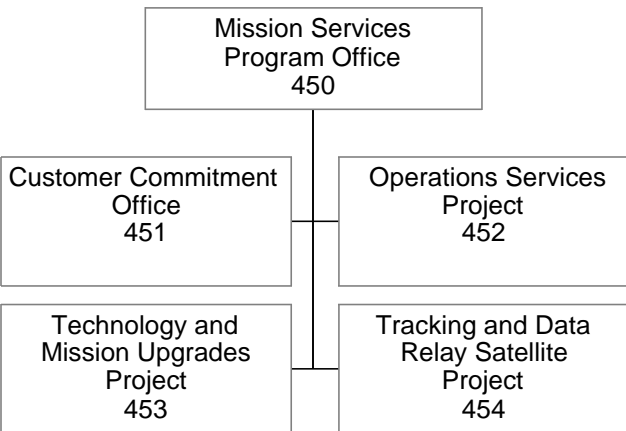 Mission Services
Program Office
450
Customer Commitment
Office
451
Operations Services
Project
452
Technology and
Mission Upgrades
Project
453
Tracking and Data
Relay Satellite
Project
454